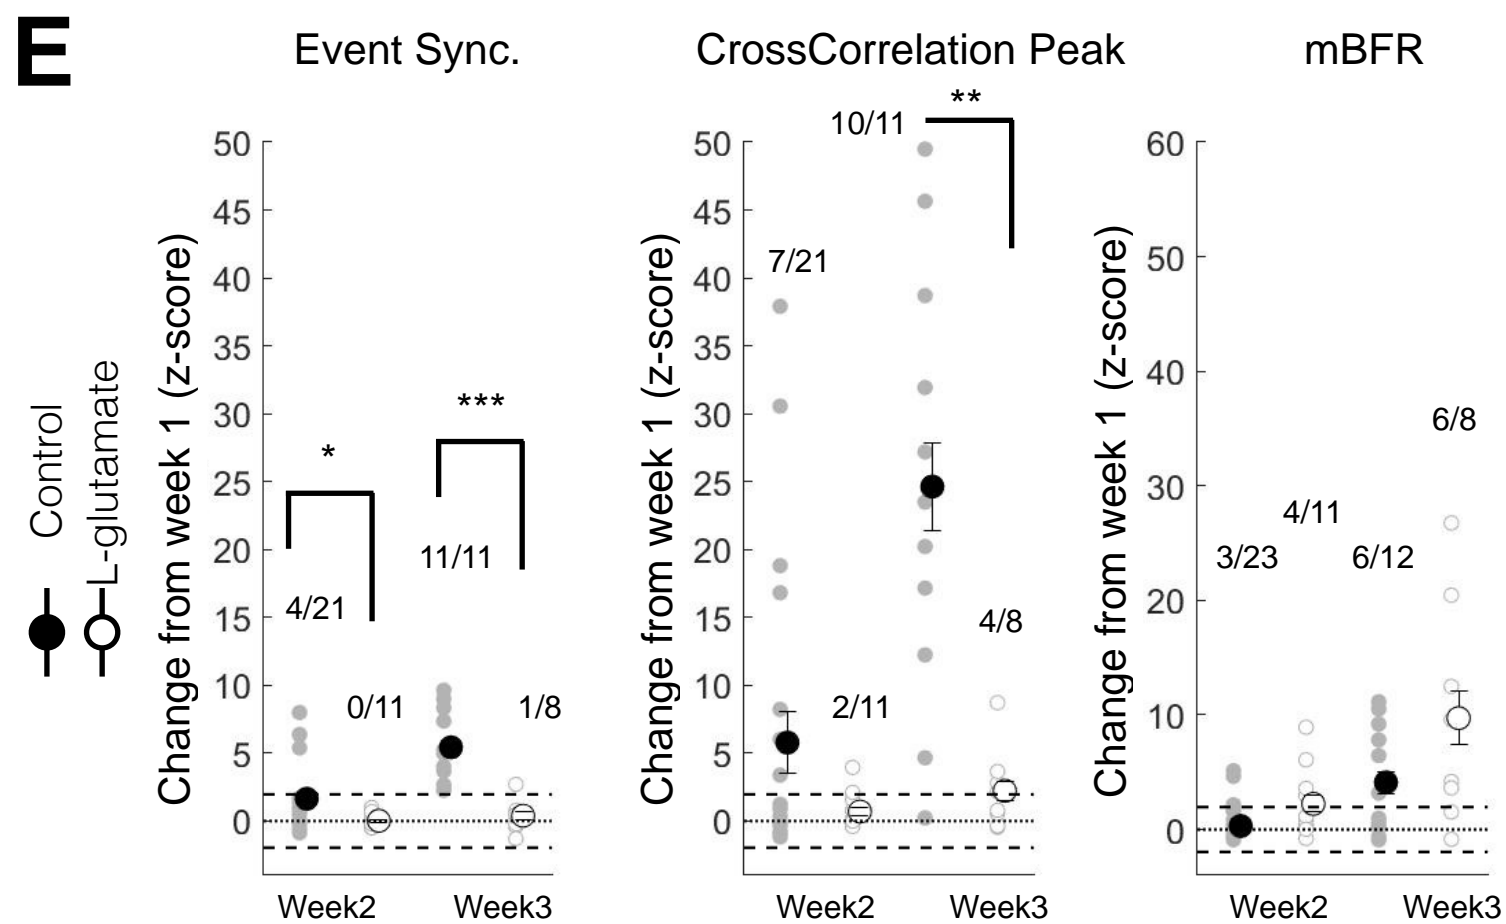 E
Event Sync.
CrossCorrelation Peak
mBFR
Control
L-glutamate
Change from week 1 (z-score)
50
45
40
35
30
25
20
15
10
5
0
*
***
4/21
0/11
11/11
1/8
Week2
Week3
Change from week 1 (z-score)
50
45
40
35
30
25
20
15
10
5
0
**
7/21
2/11
10/11
4/8
Week2
Week3
Change from week 1 (z-score)
60
50
40
30
20
10
0
3/23
4/11
6/12
6/8
Week2
Week3